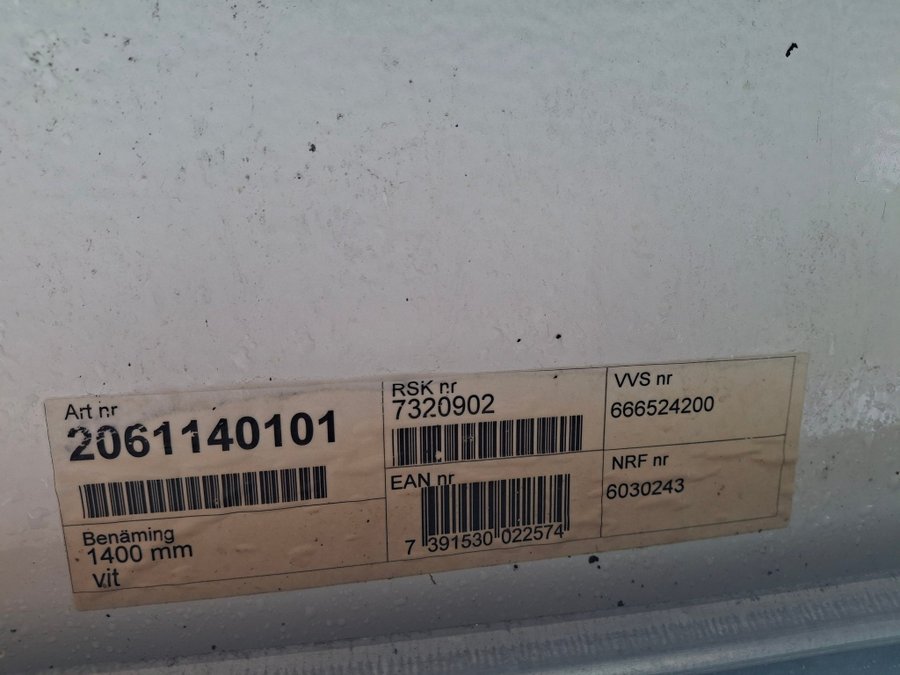 Art nr
2061140101
Benäming
1400 mm
vit
RSK nr
7320902
EAN nr
7 391530 022574
VVS nr
666524200
NRF nr
6030243